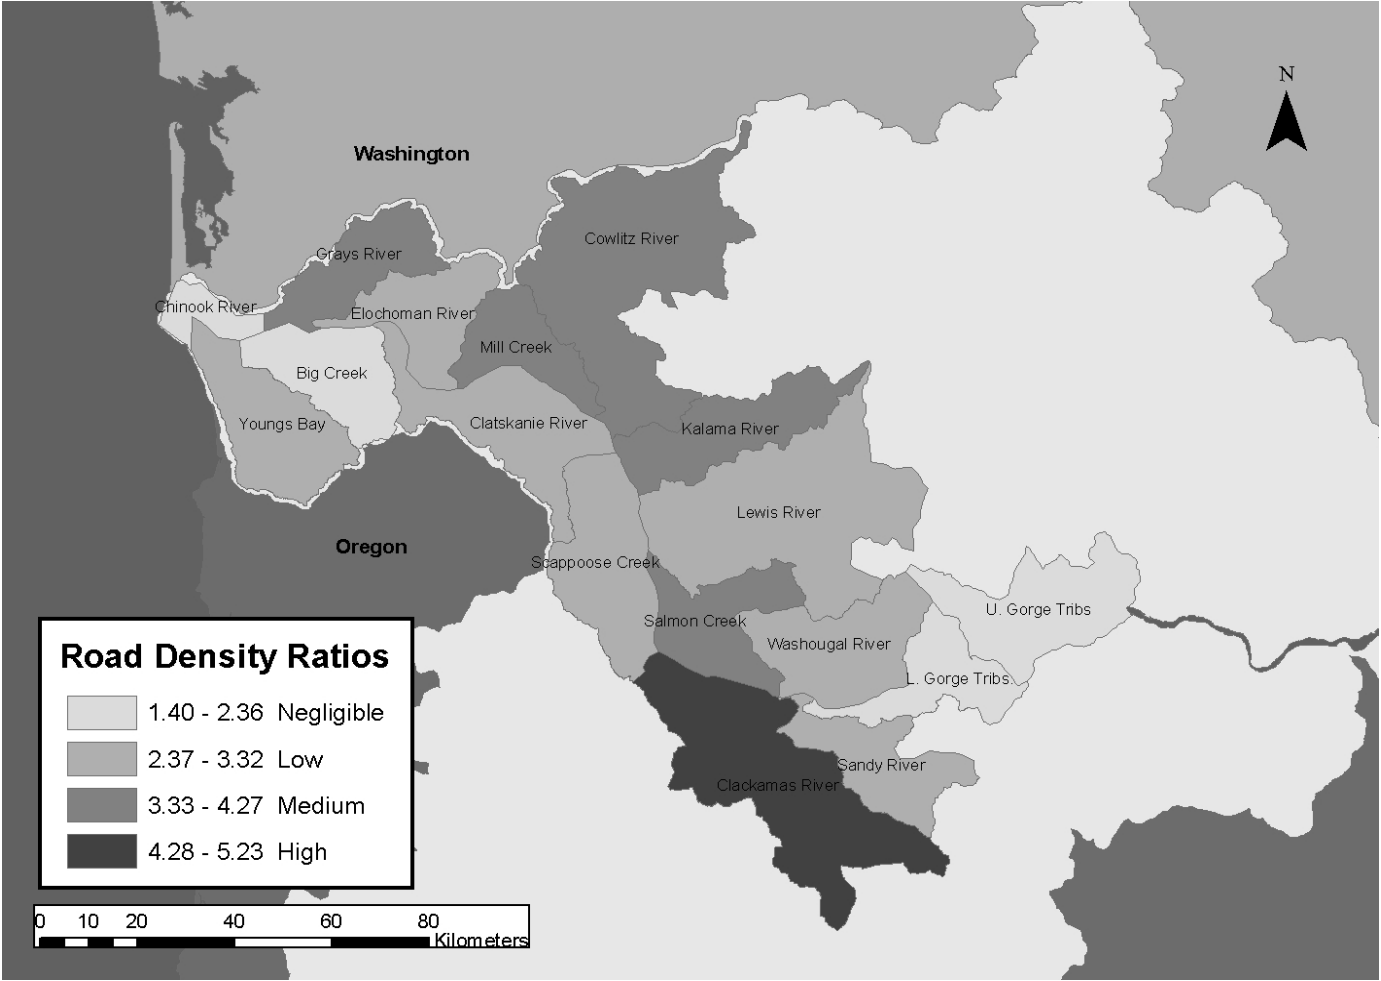 N
Washington
Cowlitz River
Grays River
Chinook River
Elochoman River
Mill Creek
Big Creek
Youngs Bay
Clatskanie River
Kalama River
Lewis River
Oregon
Scappoose Creek
U. Gorge Tribs
Salmon Creek
Washougal River
L. Gorge Tribs.
Sandy River
Clackamas River
Road Density Ratios
1.40 - 2.36 Negligible
2.37 - 3.32 Low
3.33 - 4.27 Medium
4.28 - 5.23 High
0 10 20 40 60 80
Kilometers